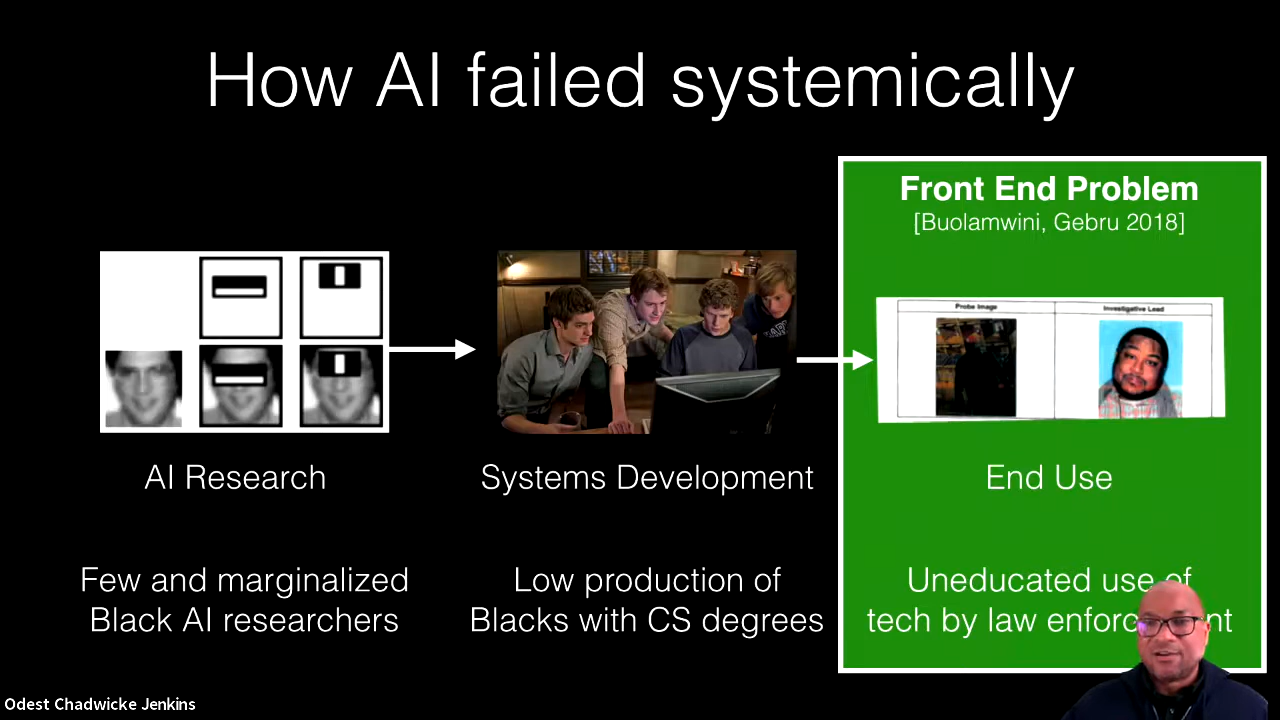 How AI failed systemically
Front End Problem
[Buolamwini, Gebru 2018]
Probe Image
Investigative Lead
AI Research
Systems Development
End Use
Few and marginalized
Black AI researchers
Low production of
Blacks with CS degrees
Uneducated use of
tech by law
Odest Chadwicke Jenkins